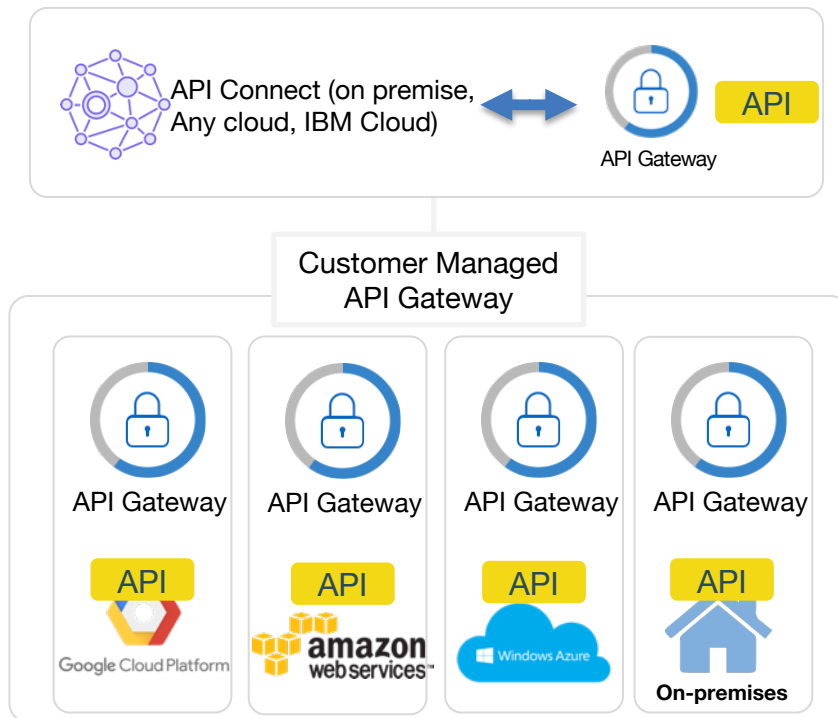 API Connect (on premise,
Any cloud, IBM Cloud)
API
API Gateway
Customer Managed
API Gateway
API Gateway
API Gateway
API Gateway
API Gateway
API
API
API
API
Google Cloud Platform
amazon
web services™
Windows Azure
On-premises